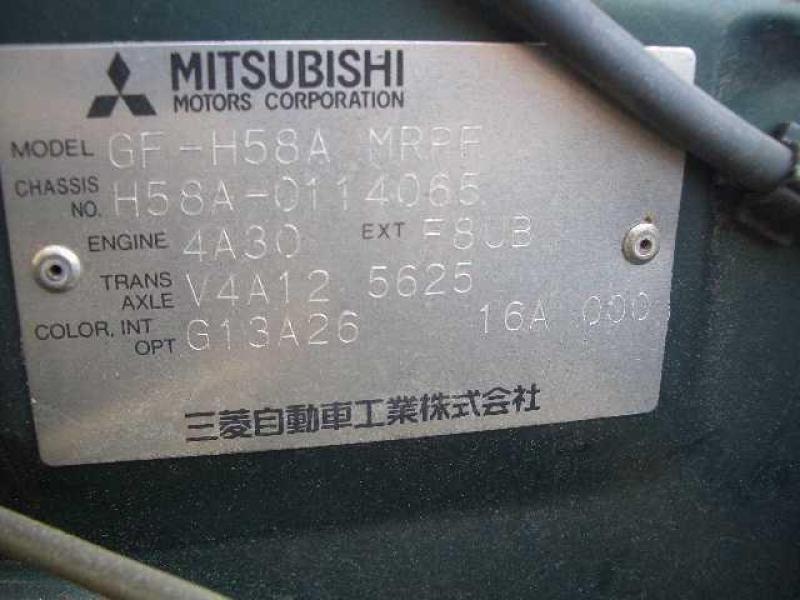 MITSUBISHI
MOTORS CORPORATION
MODEL GF-H58A MRPF
CHASSIS NO. H58A-0114065
ENGINE 4A30 EXT F8UB
TRANS AXLE V4A12 5625
COLOR, INT OPT G13A26 16A 000
三菱自動車工業株式会社